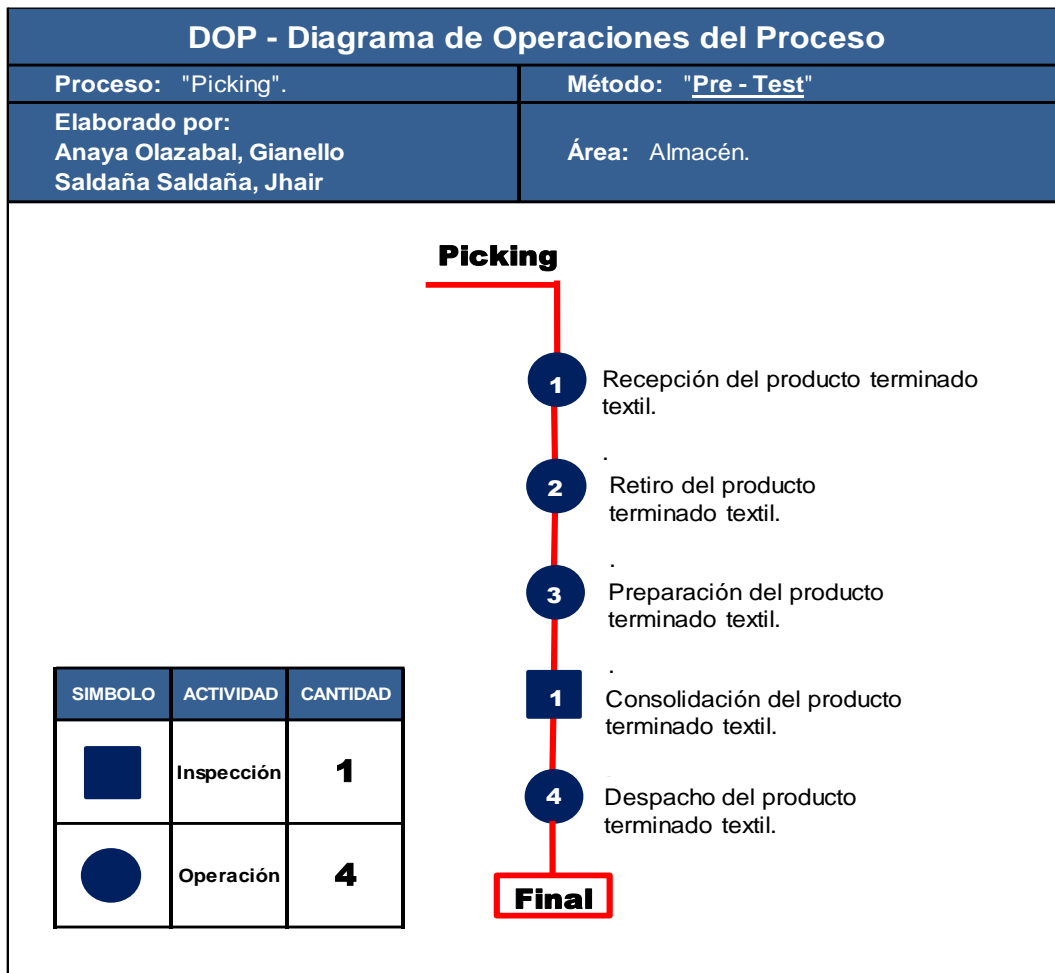 DOP - Diagrama de Operaciones del Proceso
Proceso: "Picking".
Método: "Pre - Test"
Elaborado por:
Anaya Olazabal, Gianello
Saldaña Saldaña, Jhair
Área: Almacén.
Picking
1
Recepción del producto terminado
textil.
.
2
Retiro del producto
terminado textil.
.
3
Preparación del producto
terminado textil.
.
1
Consolidación del producto
terminado textil.
.
4
Despacho del producto
terminado textil.
Final
SIMBOLO ACTIVIDAD CANTIDAD
Inspección 1
Operación 4